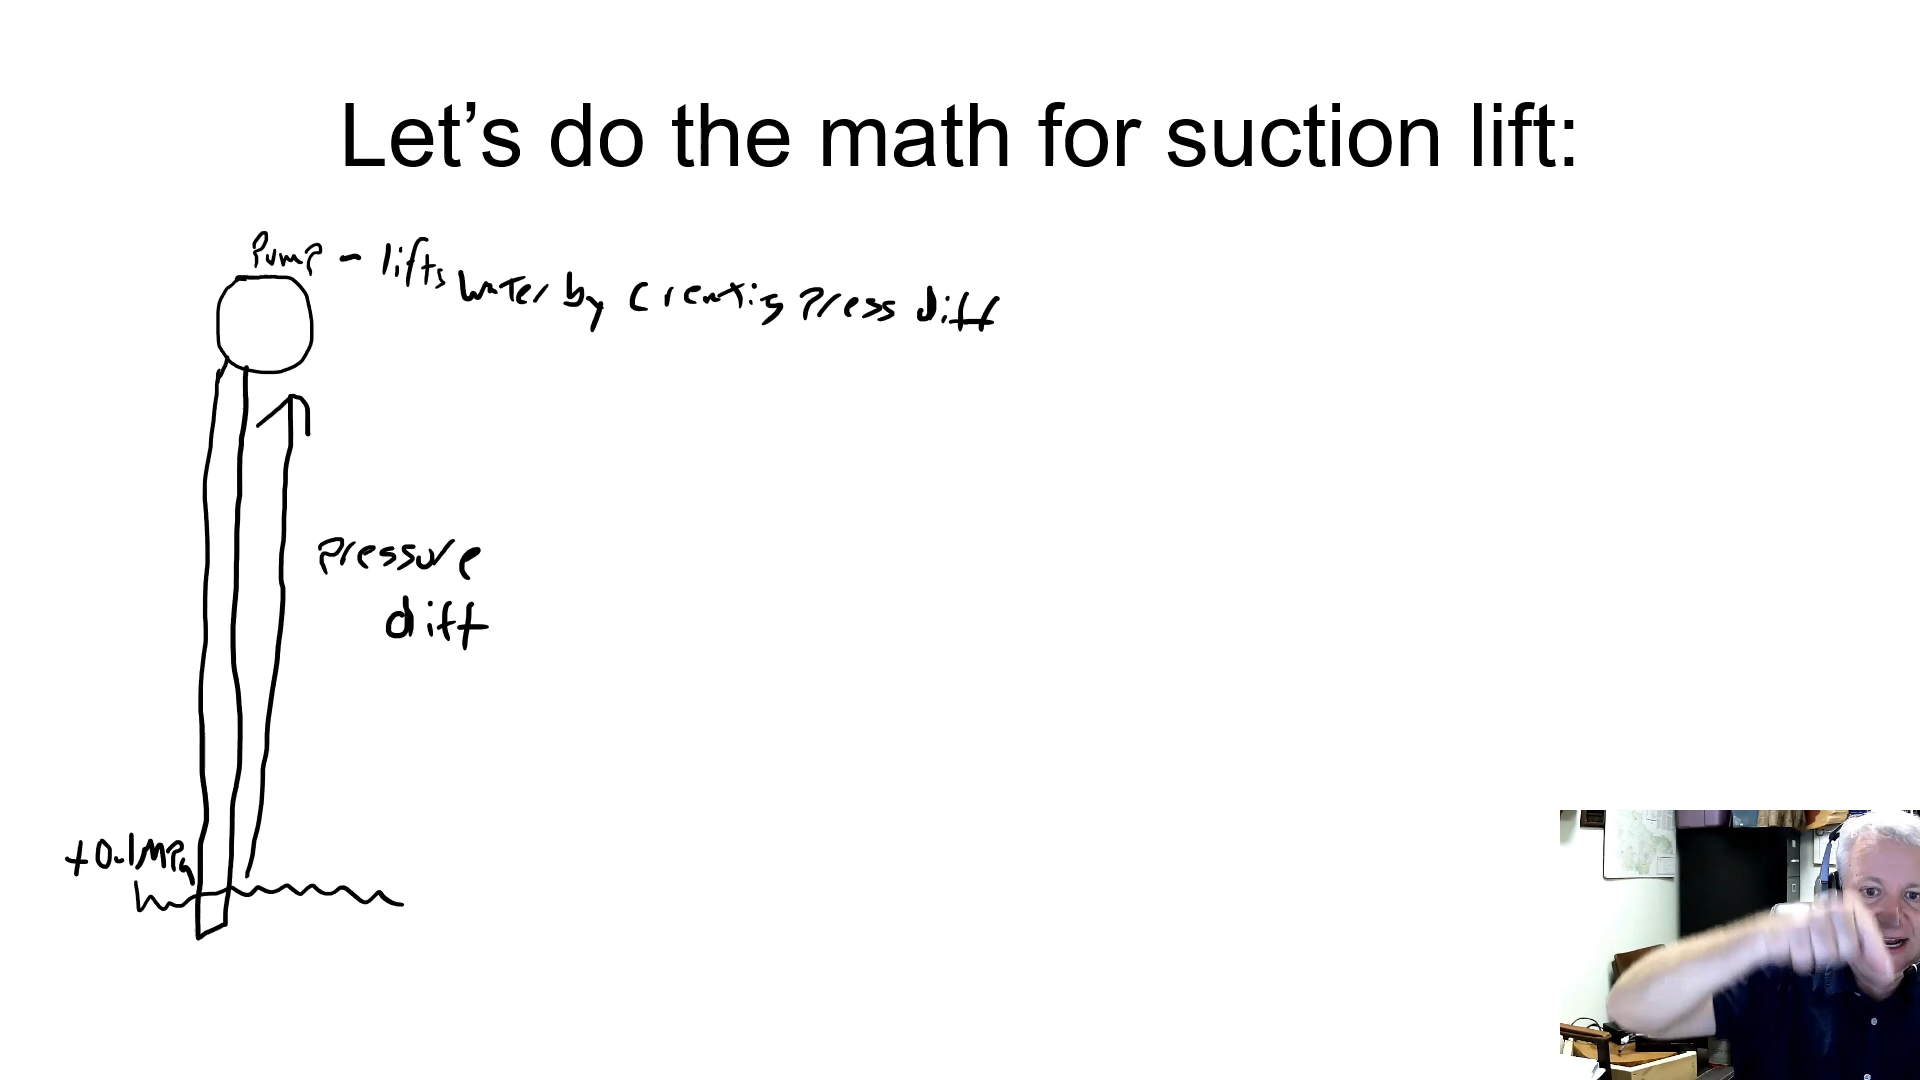 Let’s do the math for suction lift:
Pump - lifts water by creating press diff
pressure
diff
+0.1MPa